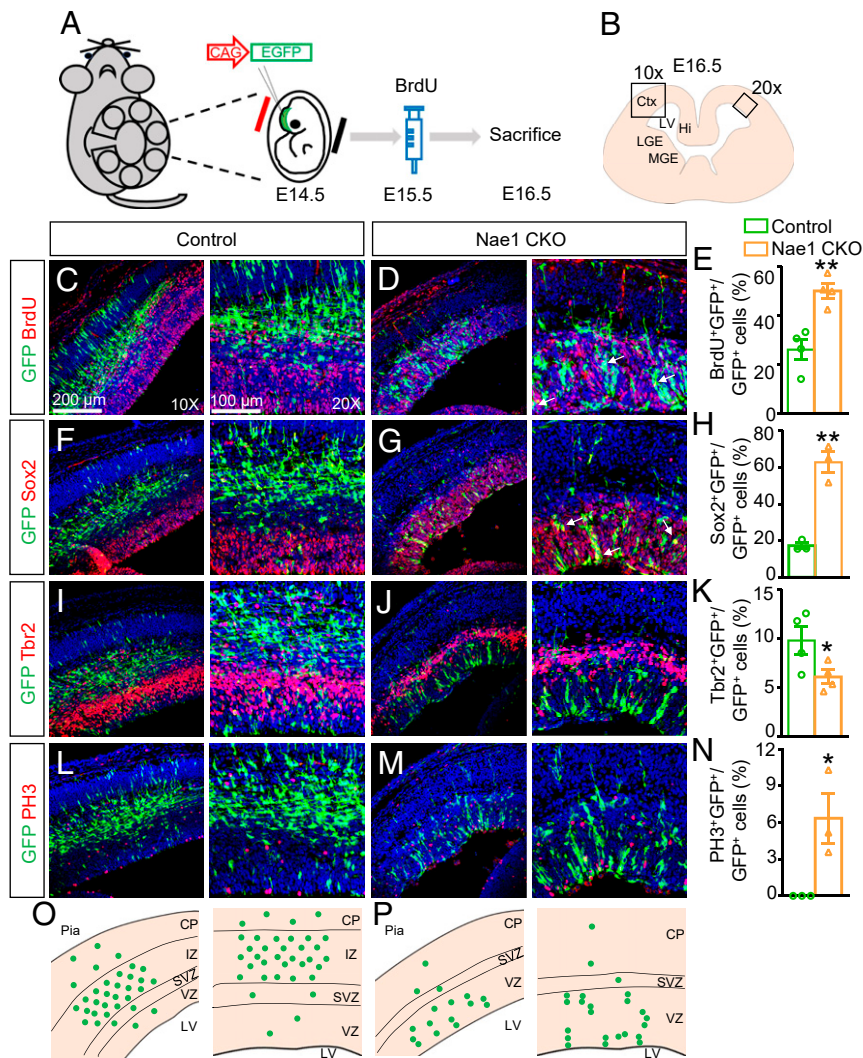 A
CAG EGFP
BrdU
Sacrifice
E14.5 E15.5 E16.5
B
10x E16.5
20x
Ctx
LV
Hi
LGE
MGE
Control
Nae1 CKO
Control
Nae1 CKO
GFP BrdU
C
200 µm
10X
100 µm
20X
D
E
BrdU⁺GFP⁺/
GFP⁺ cells (%)
60
40
20
0
**
GFP Sox2
F
G
H
Sox2⁺GFP⁺/
GFP⁺ cells (%)
80
60
40
20
0
**
GFP Tbr2
I
J
K
Tbr2⁺GFP⁺/
GFP⁺ cells (%)
15
10
5
0
*
GFP PH3
L
M
N
PH3⁺GFP⁺/
GFP⁺ cells (%)
12
9
6
3
0
*
O
Pia
CP
IZ
SVZ
VZ
LV
CP
IZ
SVZ
VZ
LV
P
Pia
CP
IZ
SVZ
VZ
LV
CP
SVZ
VZ
LV